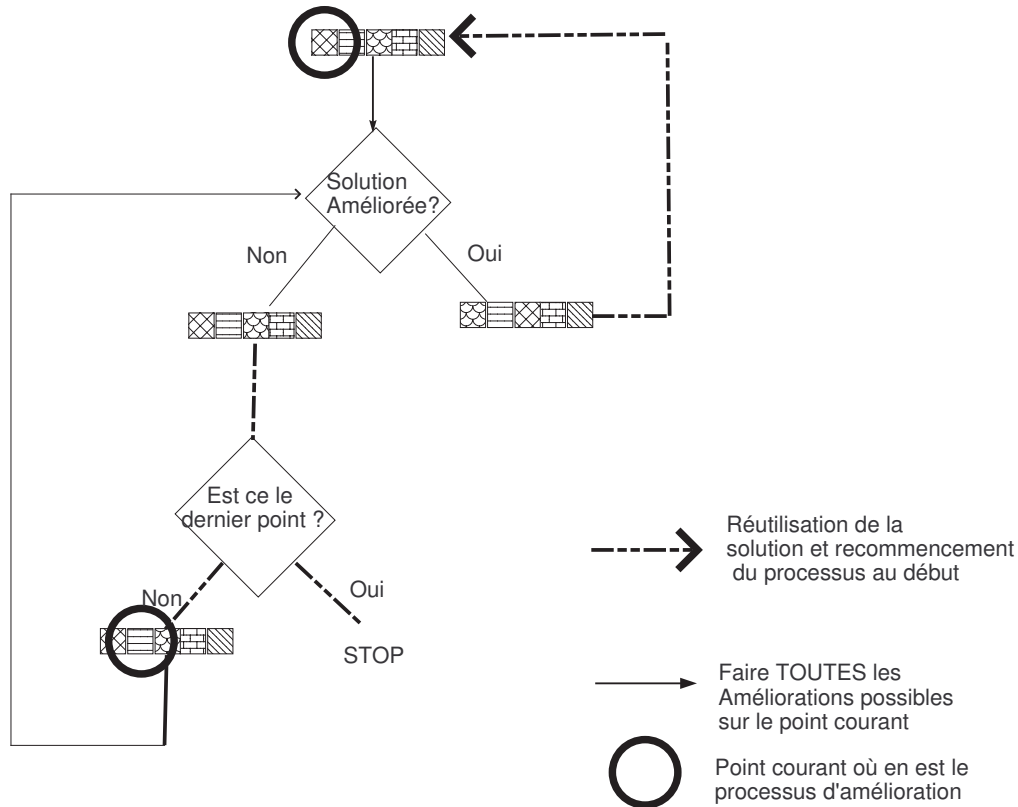 Solution
Améliorée?
Non
Oui
Est ce le
dernier point ?
Non
Oui
STOP
Réutilisation de la
solution et recommencement
du processus au début
Faire TOUTES les
Améliorations possibles
sur le point courant
Point courant où en est le
processus d'amélioration